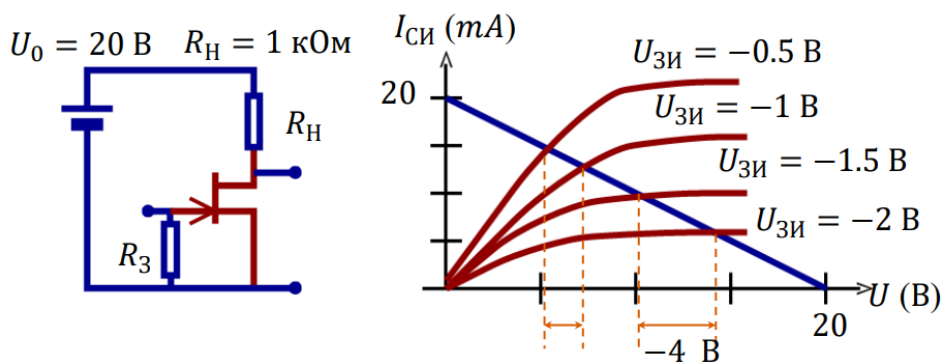 U₀ = 20 В
R_Н = 1 кОм
R_Н
R_З
I_СИ (mA)
20
U_ЗИ = −0.5 В
U_ЗИ = −1 В
U_ЗИ = −1.5 В
U_ЗИ = −2 В
U (В)
20
−4 В